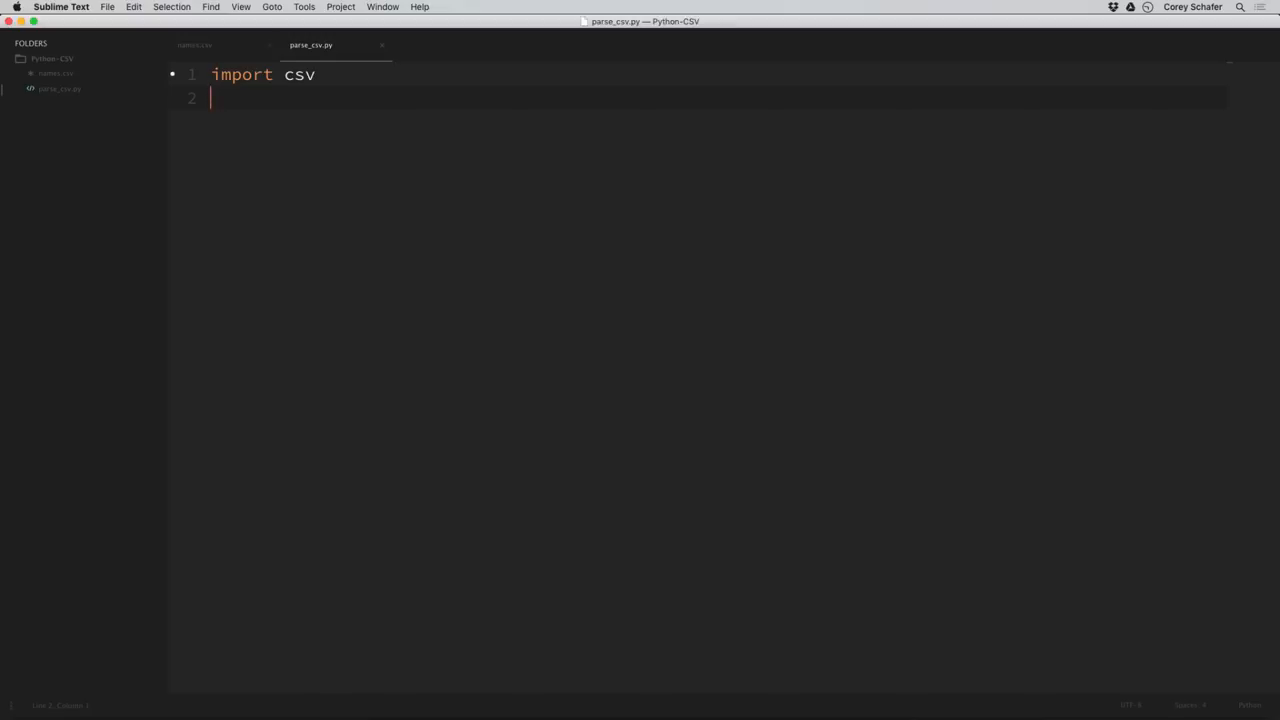 Sublime Text File Edit Selection Find View Goto Tools Project Window Help Corey Schafer
parse_csv.py — Python-CSV
FOLDERS
Python-CSV
names.csv
parse_csv.py
names.csv parse_csv.py
1 import csv
2
Line 2, Column 1 UTF-8 Spaces: 4 Python